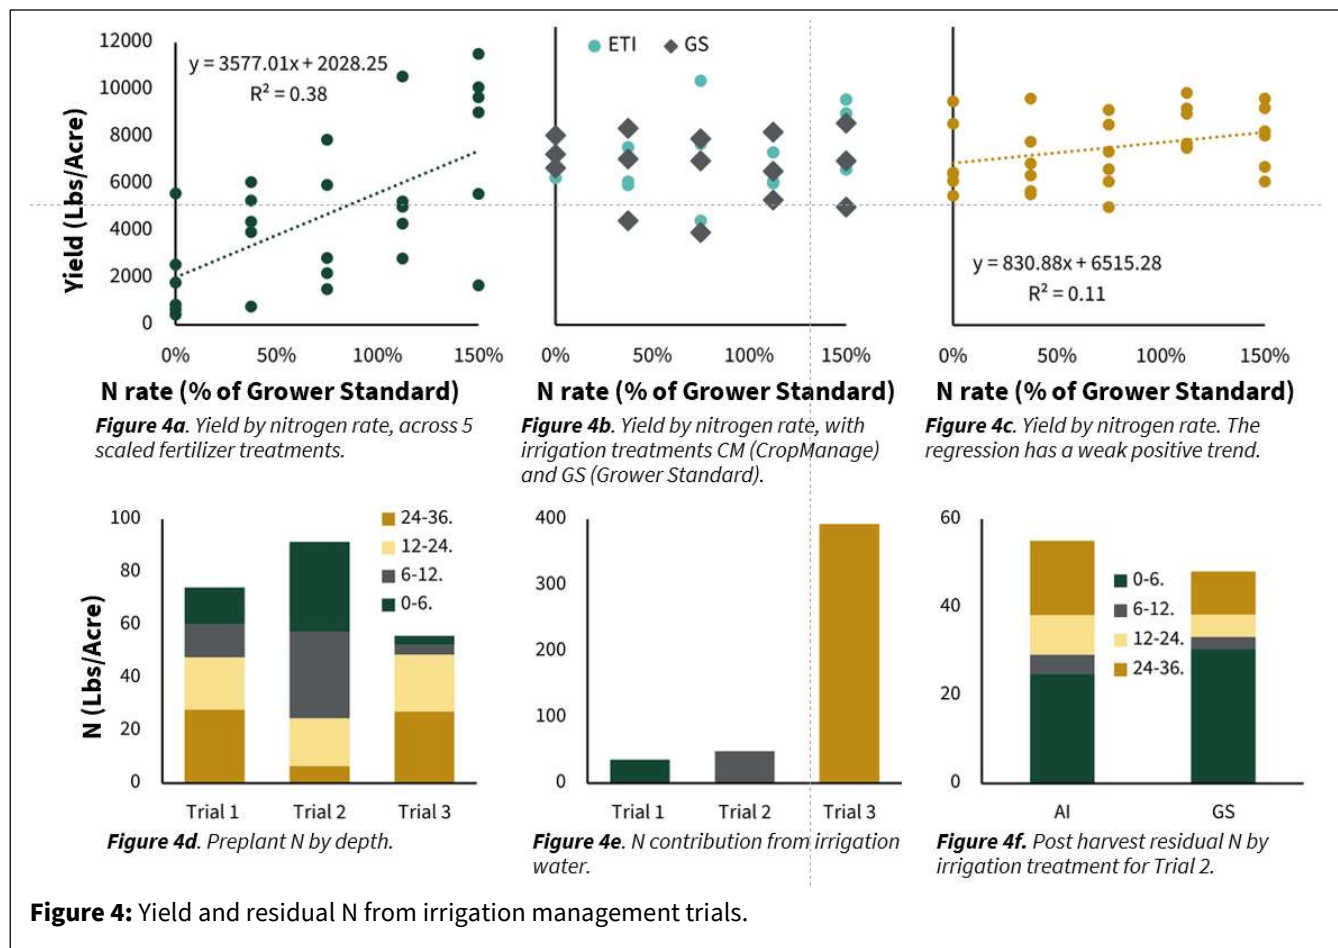 12000
10000
8000
6000
4000
2000
0
Yield (Lbs/Acre)
y = 3577.01x + 2028.25
R² = 0.38
0% 50% 100% 150%
N rate (% of Grower Standard)
Figure 4a. Yield by nitrogen rate, across 5
scaled fertilizer treatments.
ETI GS
0% 50% 100% 150%
N rate (% of Grower Standard)
Figure 4b. Yield by nitrogen rate, with
irrigation treatments CM (CropManage)
and GS (Grower Standard).
y = 830.88x + 6515.28
R² = 0.11
0% 50% 100% 150%
N rate (% of Grower Standard)
Figure 4c. Yield by nitrogen rate. The
regression has a weak positive trend.
100
80
60
40
20
0
N (Lbs/Acre)
24-36.
12-24.
6-12.
0-6.
Trial 1 Trial 2 Trial 3
Figure 4d. Preplant N by depth.
400
300
200
100
0
Trial 1 Trial 2 Trial 3
Figure 4e. N contribution from irrigation
water.
60
40
20
0
0-6.
6-12.
12-24.
24-36.
AI GS
Figure 4f. Post harvest residual N by
irrigation treatment for Trial 2.
Figure 4: Yield and residual N from irrigation management trials.